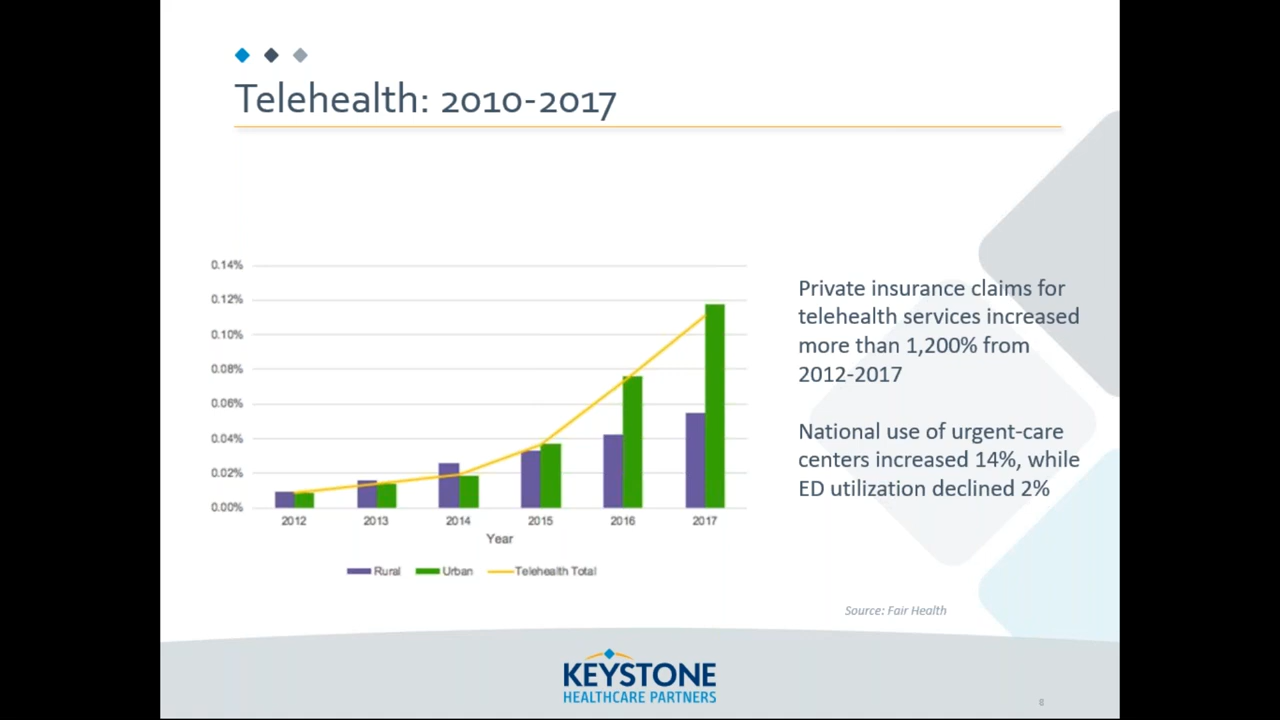 Telehealth: 2010-2017
0.14%
0.12%
0.10%
0.08%
0.06%
0.04%
0.02%
0.00%
2012 2013 2014 2015 2016 2017
Year
Rural Urban Telehealth Total
Private insurance claims for
telehealth services increased
more than 1,200% from
2012-2017
National use of urgent-care
centers increased 14%, while
ED utilization declined 2%
Source: Fair Health
KEYSTONE
HEALTHCARE PARTNERS
8